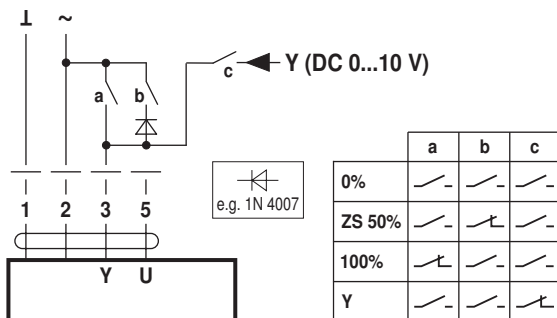 ⊥ ~
a b c Y (DC 0...10 V)
1 2 3 5
Y U
e.g. 1N 4007
a b c
0%
ZS 50%
100%
Y